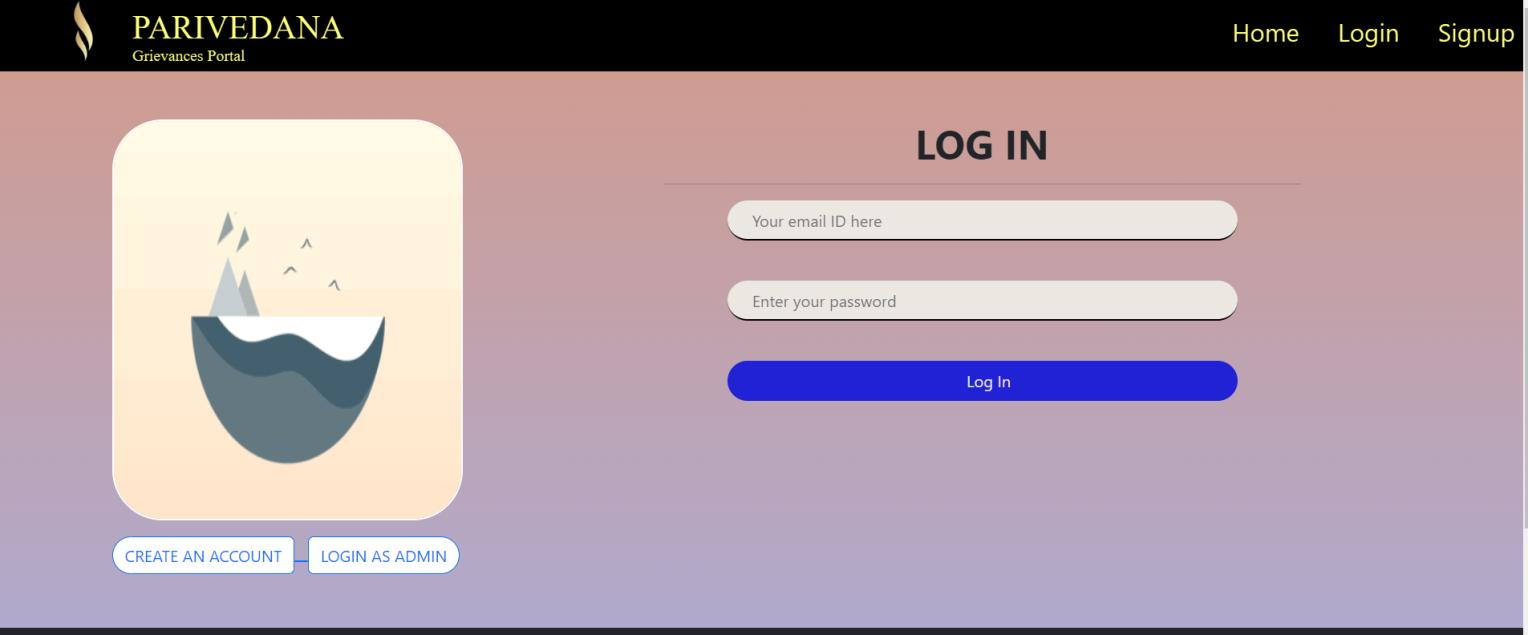 PARIVEDANA
Grievances Portal
Home Login Signup
LOG IN
Your email ID here
Enter your password
Log In
CREATE AN ACCOUNT LOGIN AS ADMIN